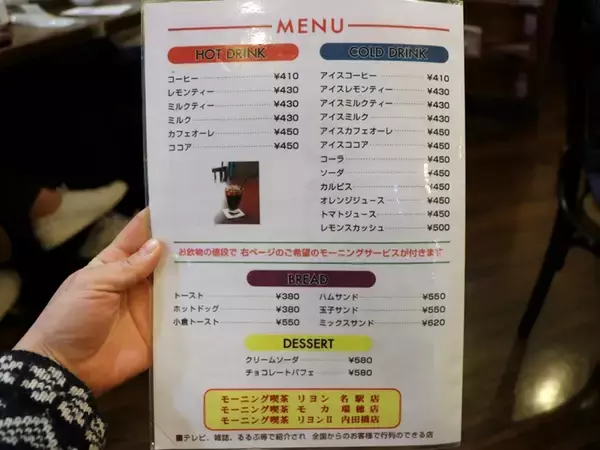 MENU
HOT DRINK
コーヒー ¥410
レモンティー ¥430
ミルクティー ¥430
ミルク ¥430
カフェオーレ ¥450
ココア ¥450
COLD DRINK
アイスコーヒー ¥410
アイスレモンティー ¥430
アイスミルクティー ¥430
アイスミルク ¥430
アイスカフェオーレ ¥450
アイスココア ¥450
コーラ ¥450
ソーダ ¥450
カルピス ¥450
オレンジジュース ¥450
トマトジュース ¥450
レモンスカッシュ ¥500
お飲物の値段で 右ページのご希望のモーニングサービスが付きます
BREAD
トースト ¥380
ホットドッグ ¥380
小倉トースト ¥550
ハムサンド ¥550
玉子サンド ¥550
ミックスサンド ¥620
DESSERT
クリームソーダ ¥580
チョコレートパフェ ¥580
モーニング喫茶 リヨン 名駅店
モーニング喫茶 モカ 瑞穂店
モーニング喫茶 リヨンⅡ 内田橋店
■テレビ、雑誌、るるぶ等で紹介され 全国からのお客様で行列のできる店